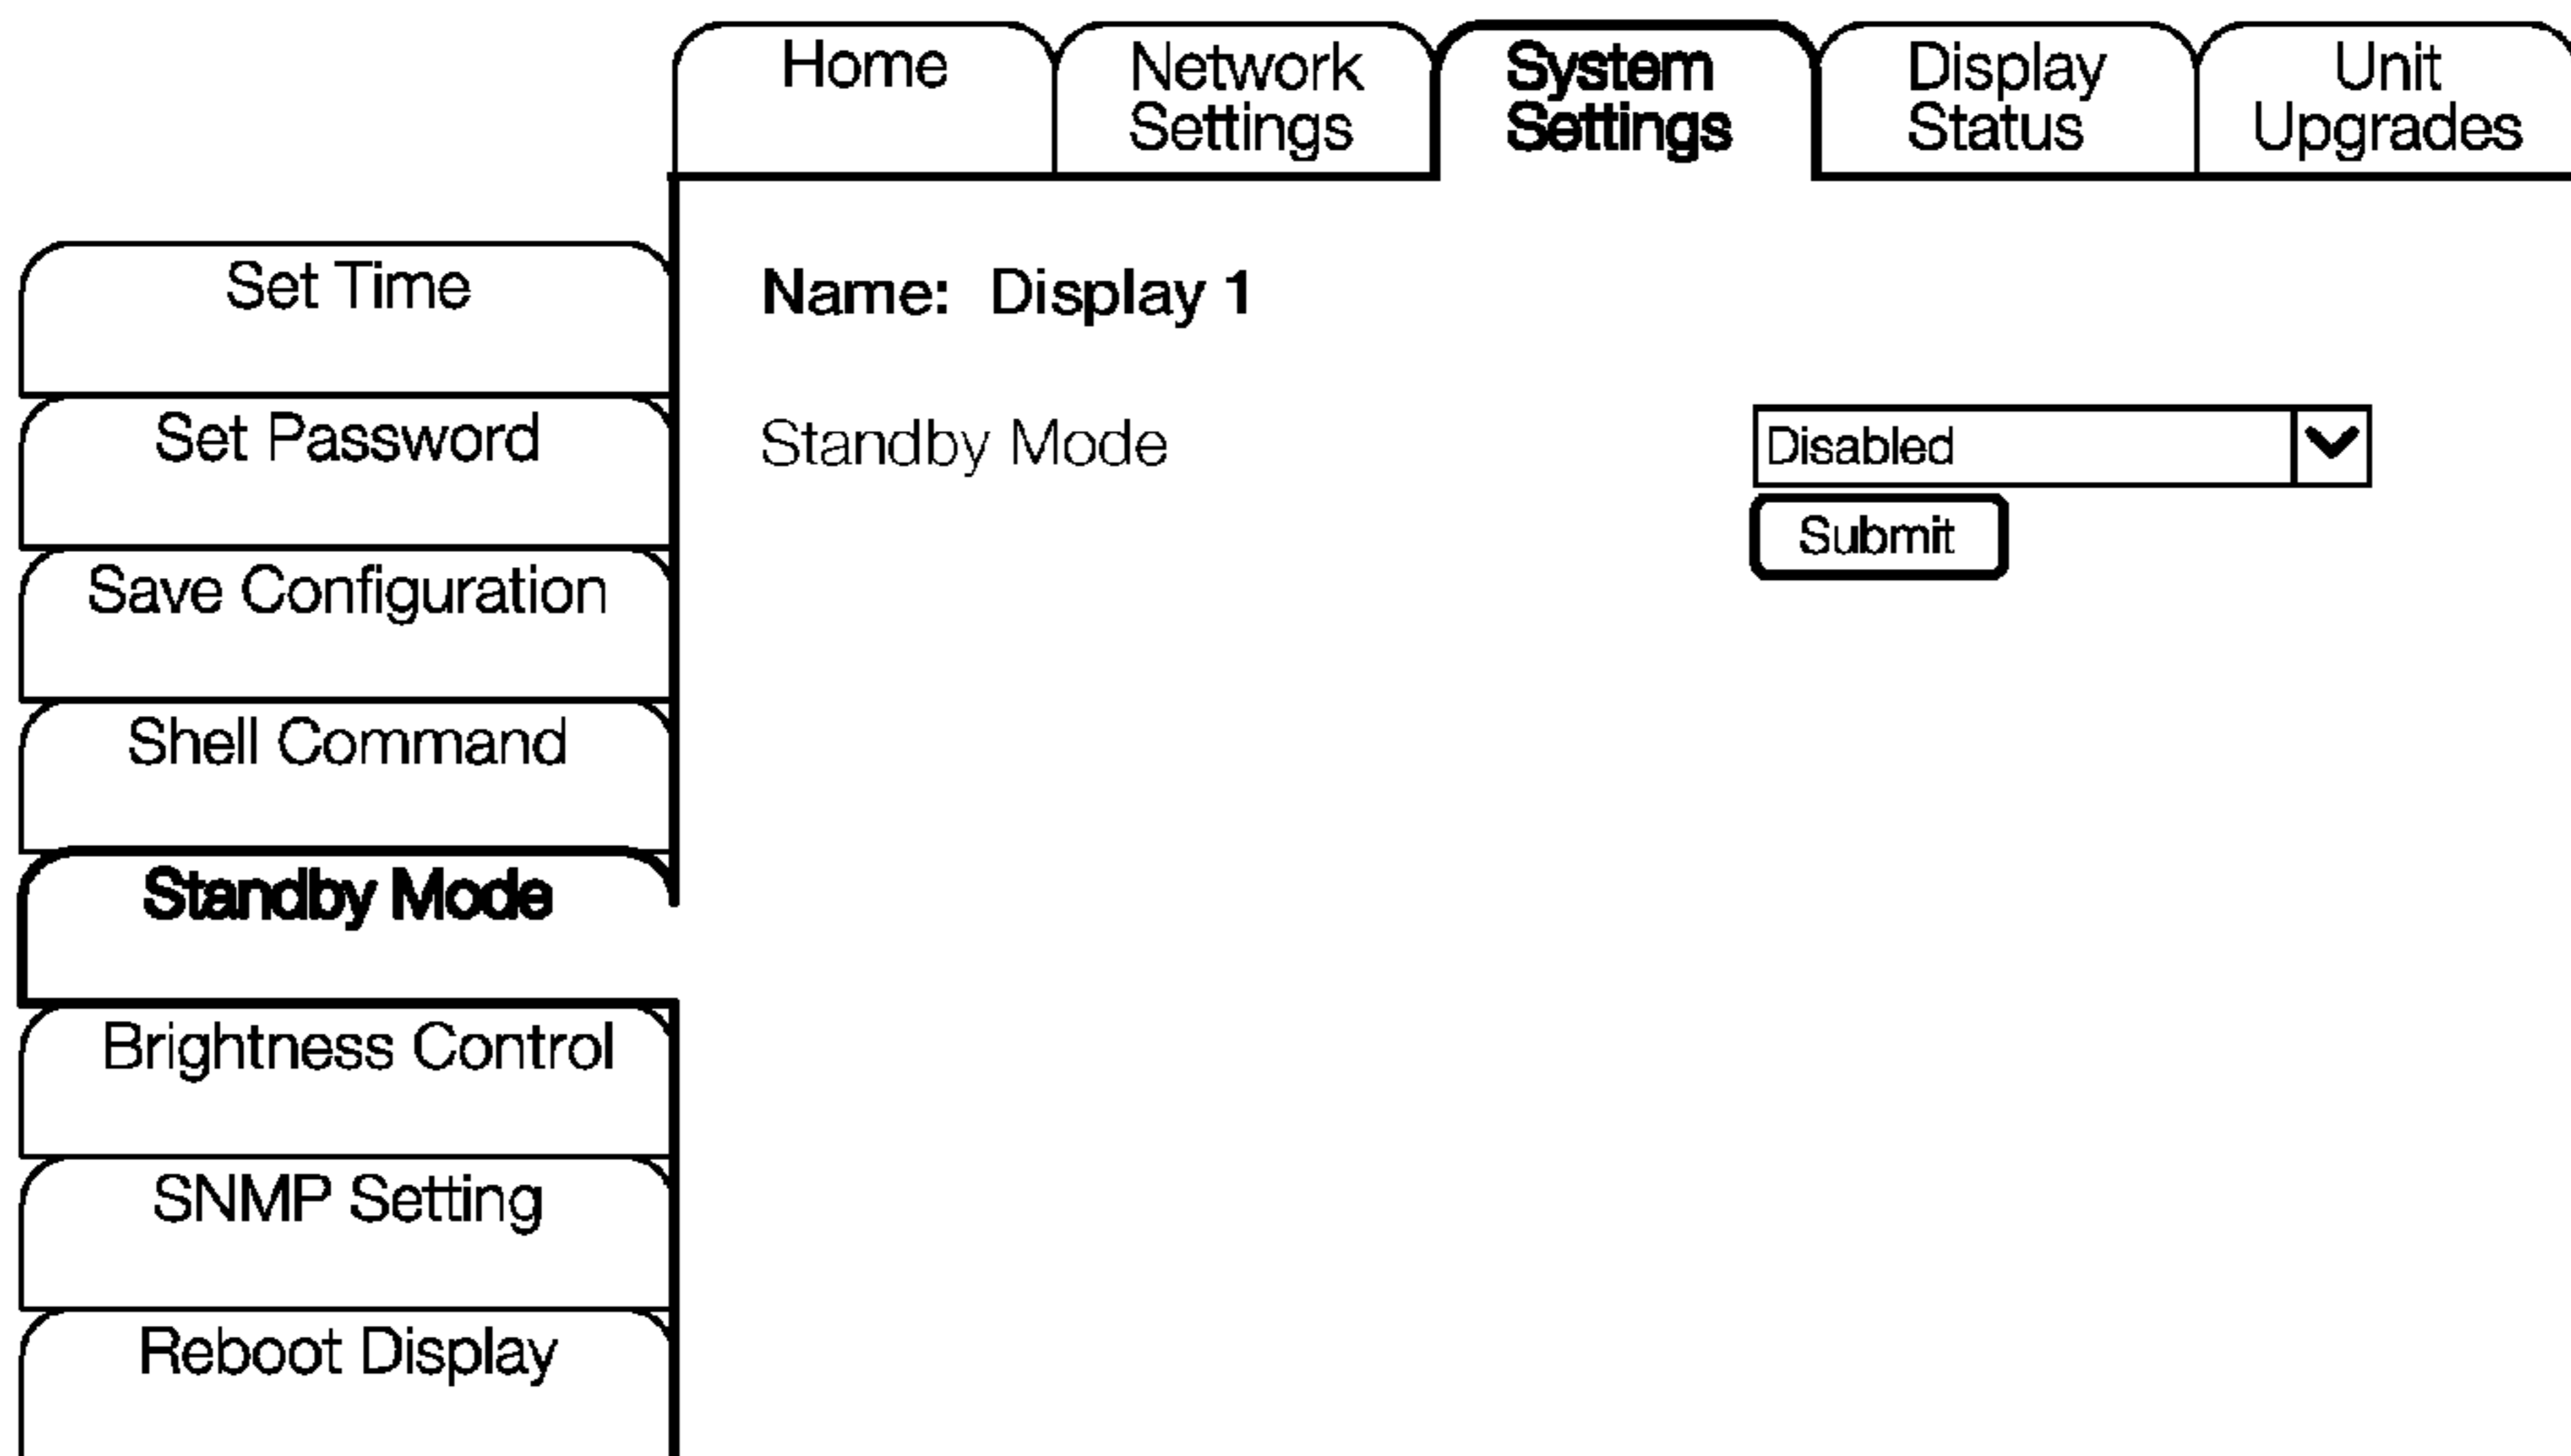 Home
Network
Settings
System
Settings
Display
Status
Unit
Upgrades
Set Time
Set Password
Save Configuration
Shell Command
Standby Mode
Brightness Control
SNMP Setting
Reboot Display
Name: Display 1
Standby Mode
Disabled
Submit